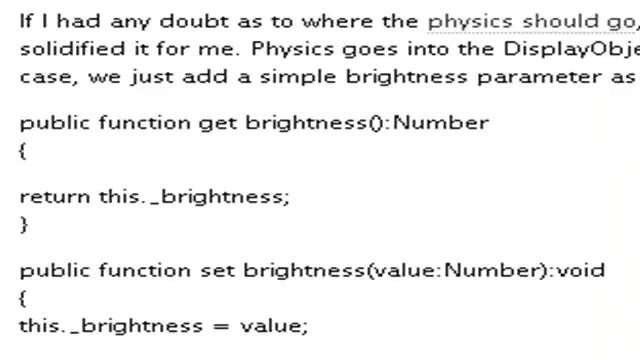 If I had any doubt as to where the physics should go,
solidified it for me. Physics goes into the DisplayObje
case, we just add a simple brightness parameter as
public function get brightness():Number
{
return this._brightness;
}
public function set brightness(value:Number):void
{
this._brightness = value;